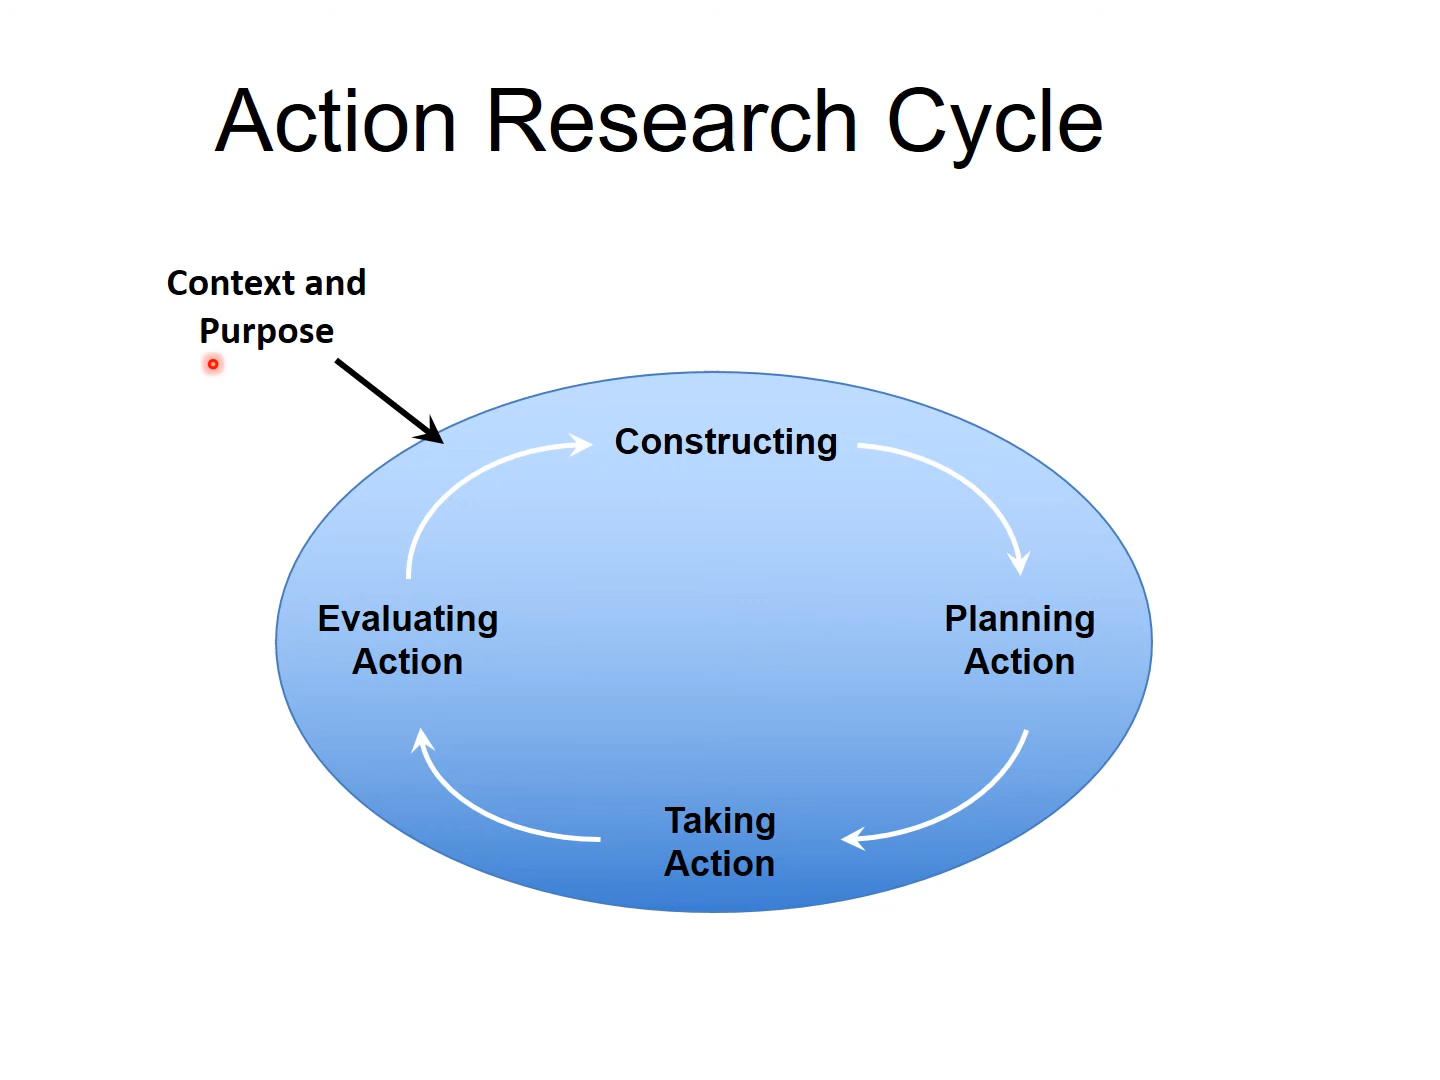 Action Research Cycle
Context and
Purpose
Constructing
Evaluating
Action
Planning
Action
Taking
Action